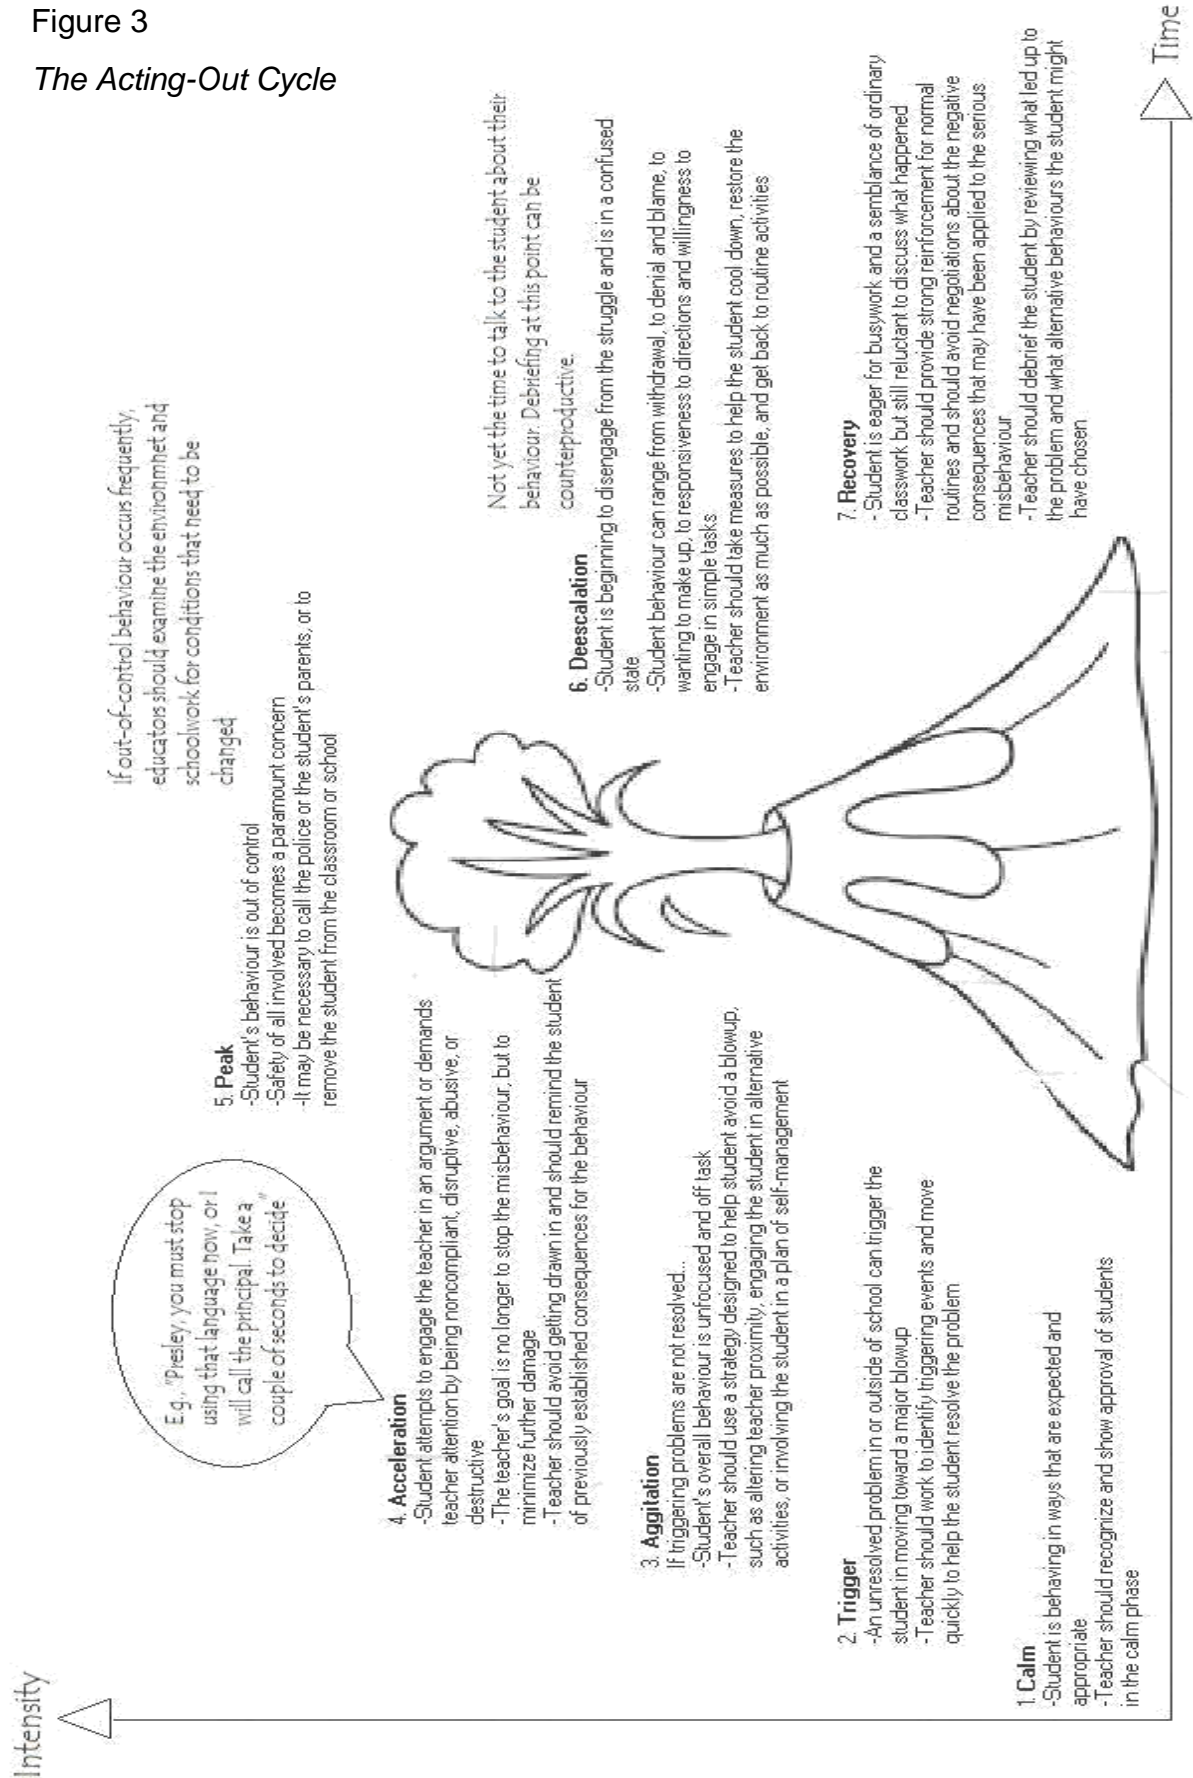 Figure 3
The Acting-Out Cycle
Intensity
E.g., "Presley, you must stop
using that language now, or I
will call the principal. Take a
couple of seconds to decide"
If out-of-control behaviour occurs frequently,
educators should examine the environmnet and
schoolwork for conditions that need to be
changed
5. Peak
-Student's behaviour is out of control
-Safety of all involved becomes a paramount concern
-It may be necessary to call the police or the student's parents, or to
remove the student from the classroom or school
4. Acceleration
-Student attempts to engage the teacher in an argument or demands
teacher attention by being noncompliant, disruptive, abusive, or
destructive
-The teacher's goal is no longer to stop the misbehaviour, but to
minimize further damage
-Teacher should avoid getting drawn in and should remind the student
of previously established consequences for the behaviour
3. Aggitation
If triggering problems are not resolved...
-Student's overall behaviour is unfocused and off task
-Teacher should use a strategy designed to help student avoid a blowup,
such as altering teacher proximity, engaging the student in alternative
activities, or involving the student in a plan of self-management
2. Trigger
-An unresolved problem in or outside of school can trigger the
student in moving toward a major blowup
-Teacher should work to identify triggering events and move
quickly to help the student resolve the problem
1. Calm
-Student is behaving in ways that are expected and
appropriate
-Teacher should recognize and show approval of students
in the calm phase
Not yet the time to talk to the student about their
behaviour. Debriefing at this point can be
counterproductive.
6. Deescalation
-Student is beginning to disengage from the struggle and is in a confused
state
-Student behaviour can range from withdrawal, to denial and blame, to
wanting to make up, to responsiveness to directions and willingness to
engage in simple tasks
-Teacher should take measures to help the student cool down, restore the
environment as much as possible, and get back to routine activities
7. Recovery
- Student is eager for busywork and a semblance of ordinary
classwork but still reluctant to discuss what happened
-Teacher should provide strong reinforcement for normal
routines and should avoid negotiations about the negative
consequences that may have been applied to the serious
misbehaviour
-Teacher should debrief the student by reviewing what led up to
the problem and what alternative behaviours the student might
have chosen
Time